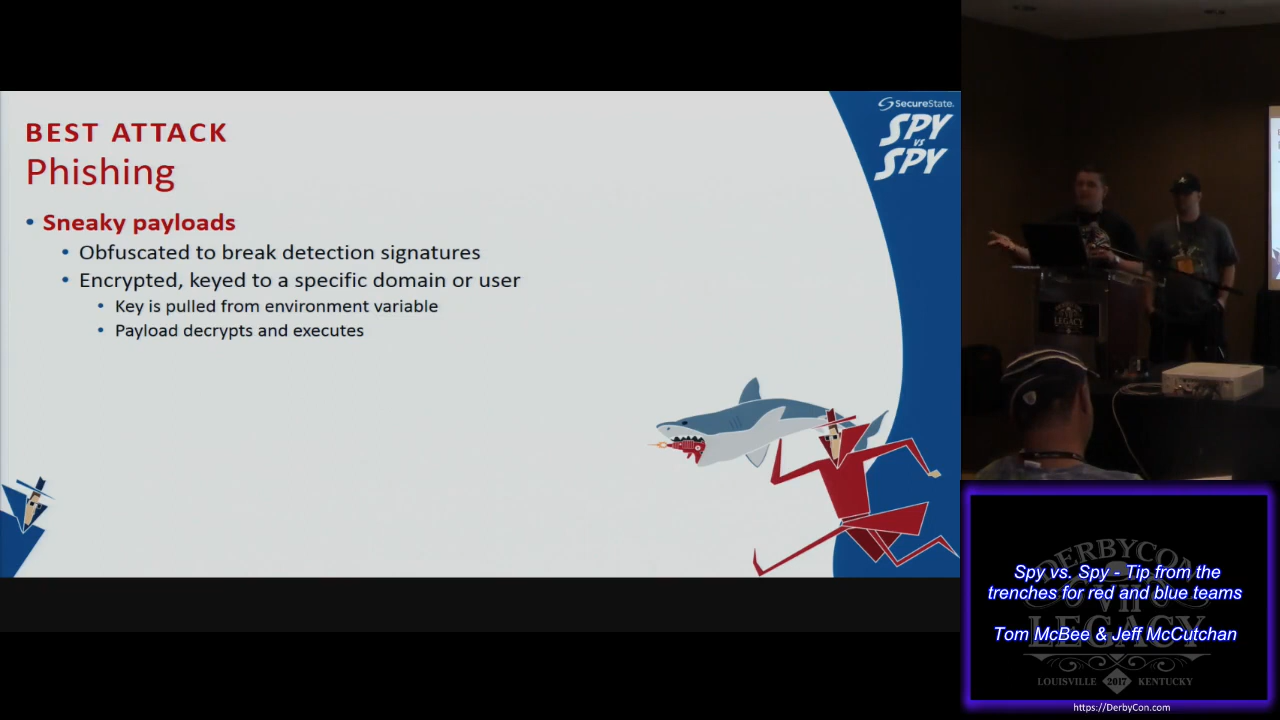 BEST ATTACK
Phishing
• Sneaky payloads
• Obfuscated to break detection signatures
• Encrypted, keyed to a specific domain or user
• Key is pulled from environment variable
• Payload decrypts and executes
SecureState.
SPY
VS
SPY
LEGACY
DERBYCON
VII
LEGACY
Spy vs. Spy - Tip from the
trenches for red and blue teams
Tom McBee & Jeff McCutchan
LOUISVILLE 2017 KENTUCKY
https://DerbyCon.com